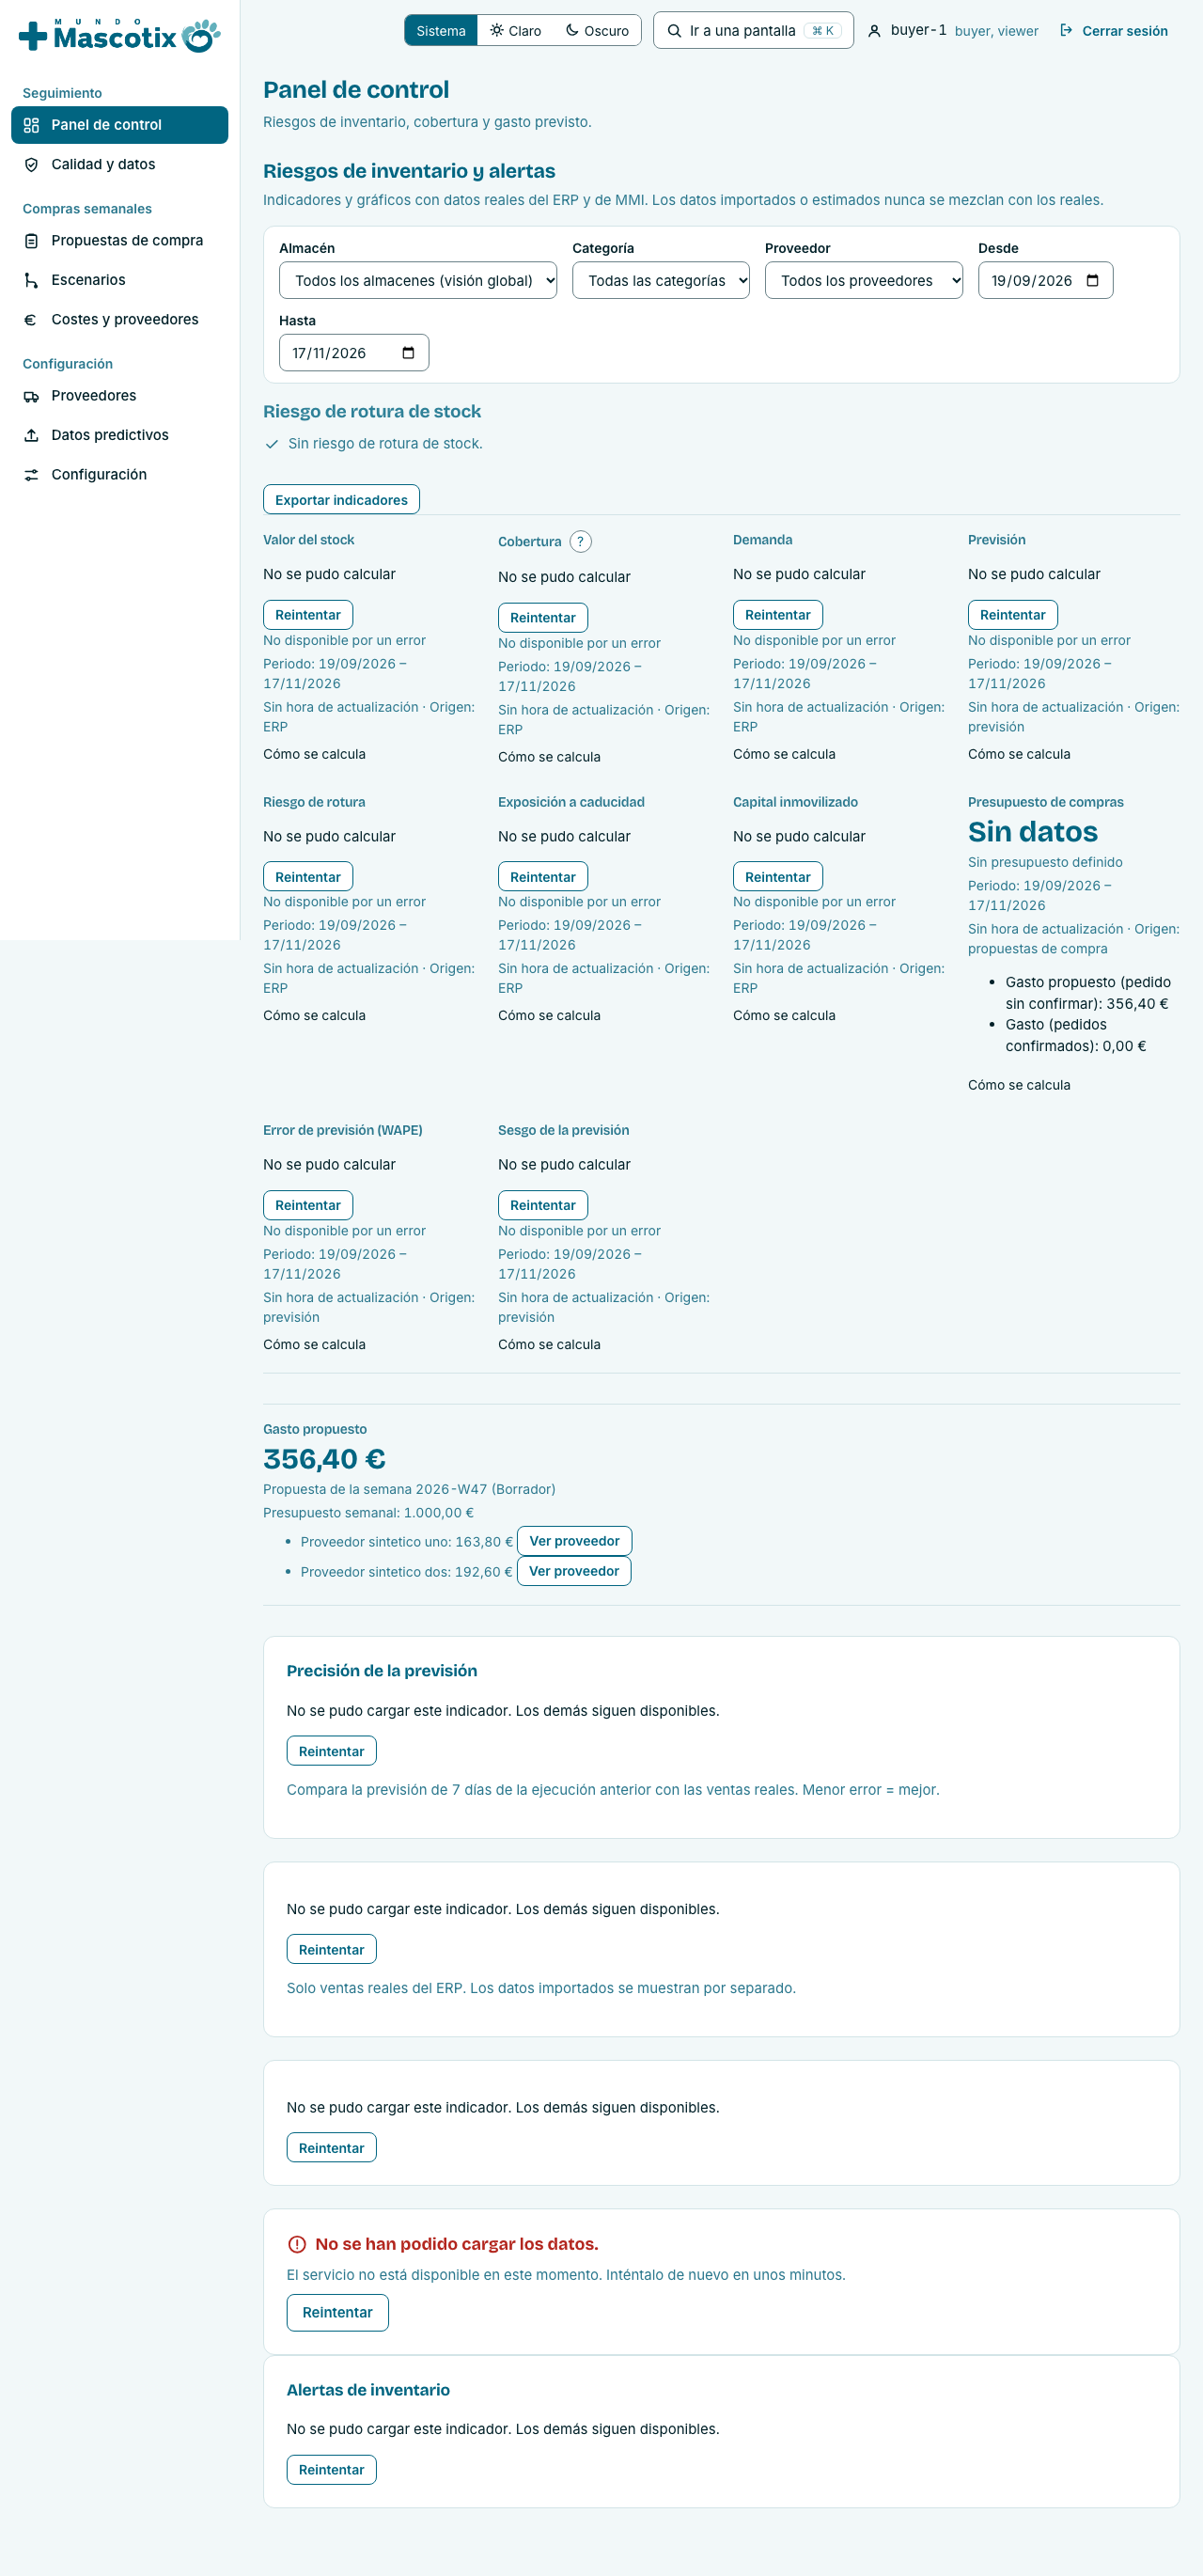 MUNDO
Mascotix
Sistema
Claro
Oscuro
Ir a una pantalla
⌘ K
buyer-1
buyer, viewer
Cerrar sesión
Seguimiento
Panel de control
Calidad y datos
Compras semanales
Propuestas de compra
Escenarios
Costes y proveedores
Configuración
Proveedores
Datos predictivos
Configuración
Panel de control
Riesgos de inventario, cobertura y gasto previsto.
Riesgos de inventario y alertas
Indicadores y gráficos con datos reales del ERP y de MMI. Los datos importados o estimados nunca se mezclan con los reales.
Almacén
Todos los almacenes (visión global)
Categoría
Todas las categorías
Proveedor
Todos los proveedores
Desde
19/09/2026
Hasta
17/11/2026
Riesgo de rotura de stock
Sin riesgo de rotura de stock.
Exportar indicadores
Valor del stock
No se pudo calcular
Reintentar
No disponible por un error
Periodo: 19/09/2026 –
17/11/2026
Sin hora de actualización · Origen:
ERP
Cómo se calcula
Cobertura
?
No se pudo calcular
Reintentar
No disponible por un error
Periodo: 19/09/2026 –
17/11/2026
Sin hora de actualización · Origen:
ERP
Cómo se calcula
Demanda
No se pudo calcular
Reintentar
No disponible por un error
Periodo: 19/09/2026 –
17/11/2026
Sin hora de actualización · Origen:
ERP
Cómo se calcula
Previsión
No se pudo calcular
Reintentar
No disponible por un error
Periodo: 19/09/2026 –
17/11/2026
Sin hora de actualización · Origen:
previsión
Cómo se calcula
Riesgo de rotura
No se pudo calcular
Reintentar
No disponible por un error
Periodo: 19/09/2026 –
17/11/2026
Sin hora de actualización · Origen:
ERP
Cómo se calcula
Exposición a caducidad
No se pudo calcular
Reintentar
No disponible por un error
Periodo: 19/09/2026 –
17/11/2026
Sin hora de actualización · Origen:
ERP
Cómo se calcula
Capital inmovilizado
No se pudo calcular
Reintentar
No disponible por un error
Periodo: 19/09/2026 –
17/11/2026
Sin hora de actualización · Origen:
ERP
Cómo se calcula
Presupuesto de compras
Sin datos
Sin presupuesto definido
Periodo: 19/09/2026 –
17/11/2026
Sin hora de actualización · Origen:
propuestas de compra
• Gasto propuesto (pedido
sin confirmar): 356,40 €
• Gasto (pedidos
confirmados): 0,00 €
Cómo se calcula
Error de previsión (WAPE)
No se pudo calcular
Reintentar
No disponible por un error
Periodo: 19/09/2026 –
17/11/2026
Sin hora de actualización · Origen:
previsión
Cómo se calcula
Sesgo de la previsión
No se pudo calcular
Reintentar
No disponible por un error
Periodo: 19/09/2026 –
17/11/2026
Sin hora de actualización · Origen:
previsión
Cómo se calcula
Gasto propuesto
356,40 €
Propuesta de la semana 2026-W47 (Borrador)
Presupuesto semanal: 1.000,00 €
• Proveedor sintetico uno: 163,80 € Ver proveedor
• Proveedor sintetico dos: 192,60 € Ver proveedor
Precisión de la previsión
No se pudo cargar este indicador. Los demás siguen disponibles.
Reintentar
Compara la previsión de 7 días de la ejecución anterior con las ventas reales. Menor error = mejor.
No se pudo cargar este indicador. Los demás siguen disponibles.
Reintentar
Solo ventas reales del ERP. Los datos importados se muestran por separado.
No se pudo cargar este indicador. Los demás siguen disponibles.
Reintentar
No se han podido cargar los datos.
El servicio no está disponible en este momento. Inténtalo de nuevo en unos minutos.
Reintentar
Alertas de inventario
No se pudo cargar este indicador. Los demás siguen disponibles.
Reintentar